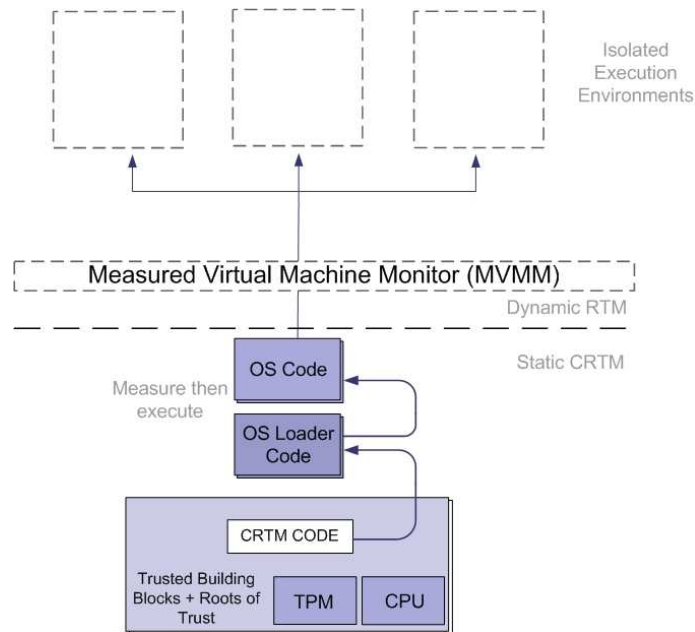 Isolated
Execution
Environments
Measured Virtual Machine Monitor (MVMM)
Dynamic RTM
Static CRTM
OS Code
Measure then
execute
OS Loader
Code
CRTM CODE
Trusted Building
Blocks + Roots of
Trust
TPM
CPU